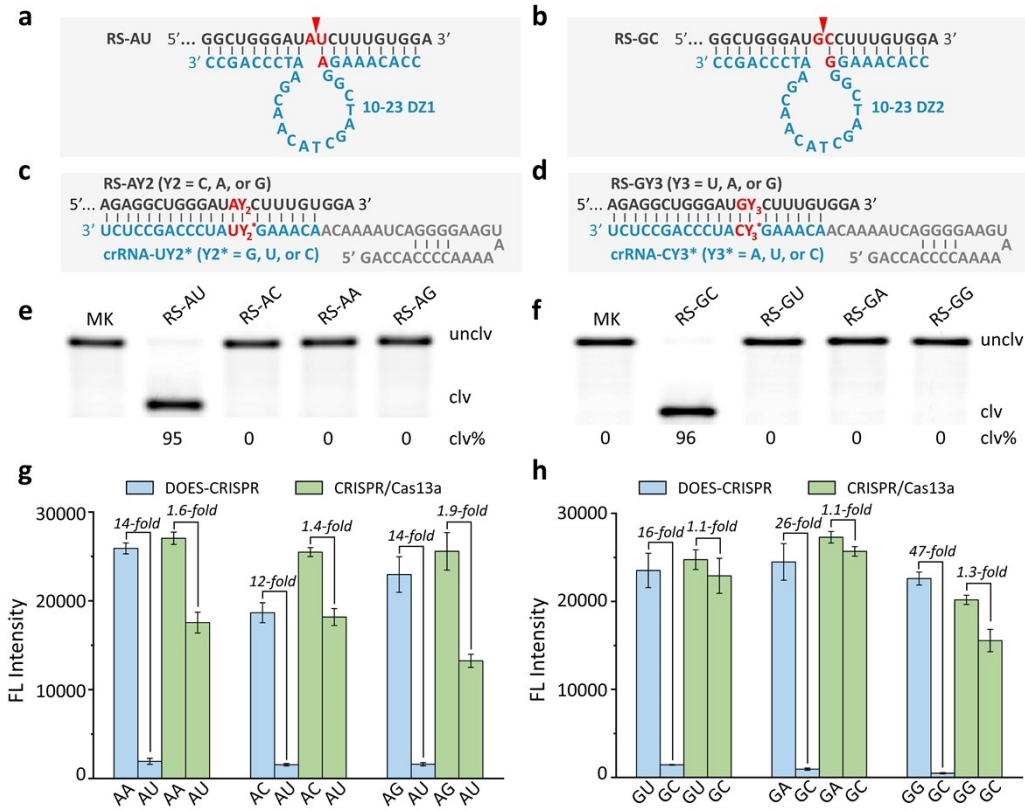 a
RS-AU 5’... GGCUGGGAUAUCUUUGUGGA 3’
3’ CCGACCCTA AGAAACACC
GCTAGCTACAACGA
10-23 DZ1
b
RS-GC 5’... GGCUGGGAUGCCUUUGUGGA 3’
3’ CCGACCCTA GGAAACACC
GCTAGCTACAACGA
10-23 DZ2
c
RS-AY2 (Y2 = C, A, or G)
5’... AGAGGCUGGGAUAY2CUUUGUGGA 3’
3’ UCUCCGACCCUAUY2*GAAACAACAAAAUCAGGGGAAGU
A
crRNA-UY2* (Y2* = G, U, or C) 5’ GACCACCCCAAAA
d
RS-GY3 (Y3 = U, A, or G)
5’... AGAGGCUGGGAUGY3CUUUGUGGA 3’
3’ UCUCCGACCCUACY3*GAAACAACAAAAUCAGGGGAAGU
A
crRNA-CY3* (Y3* = A, U, or C) 5’ GACCACCCCAAAA
e
MK RS-AU RS-AC RS-AA RS-AG
unclv
clv
95 0 0 0 clv%
f
MK RS-GC RS-GU RS-GA RS-GG
unclv
clv
0 96 0 0 0 clv%
g
DOES-CRISPR CRISPR/Cas13a
FL Intensity
30000
20000
10000
0
14-fold 1.6-fold 12-fold 1.4-fold 14-fold 1.9-fold
AA AU AA AU AC AU AC AU AG AU AG AU
h
DOES-CRISPR CRISPR/Cas13a
FL Intensity
30000
20000
10000
0
16-fold 1.1-fold 26-fold 1.1-fold 47-fold 1.3-fold
GU GC GU GC GA GC GA GC GG GC GG GC